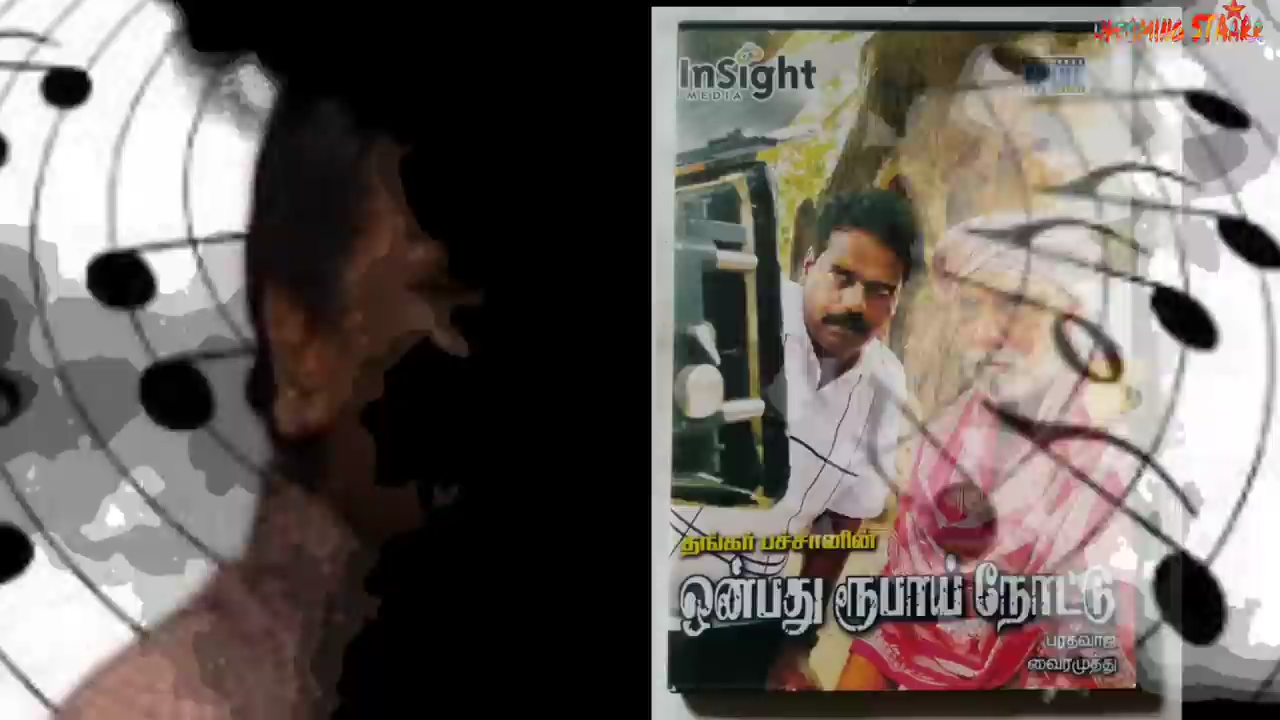 InSight
MEDIA
தங்கர் பச்சானின்
ஒன்பது ரூபாய் நோட்டு
பரதவாஜ்
வைரமுத்து